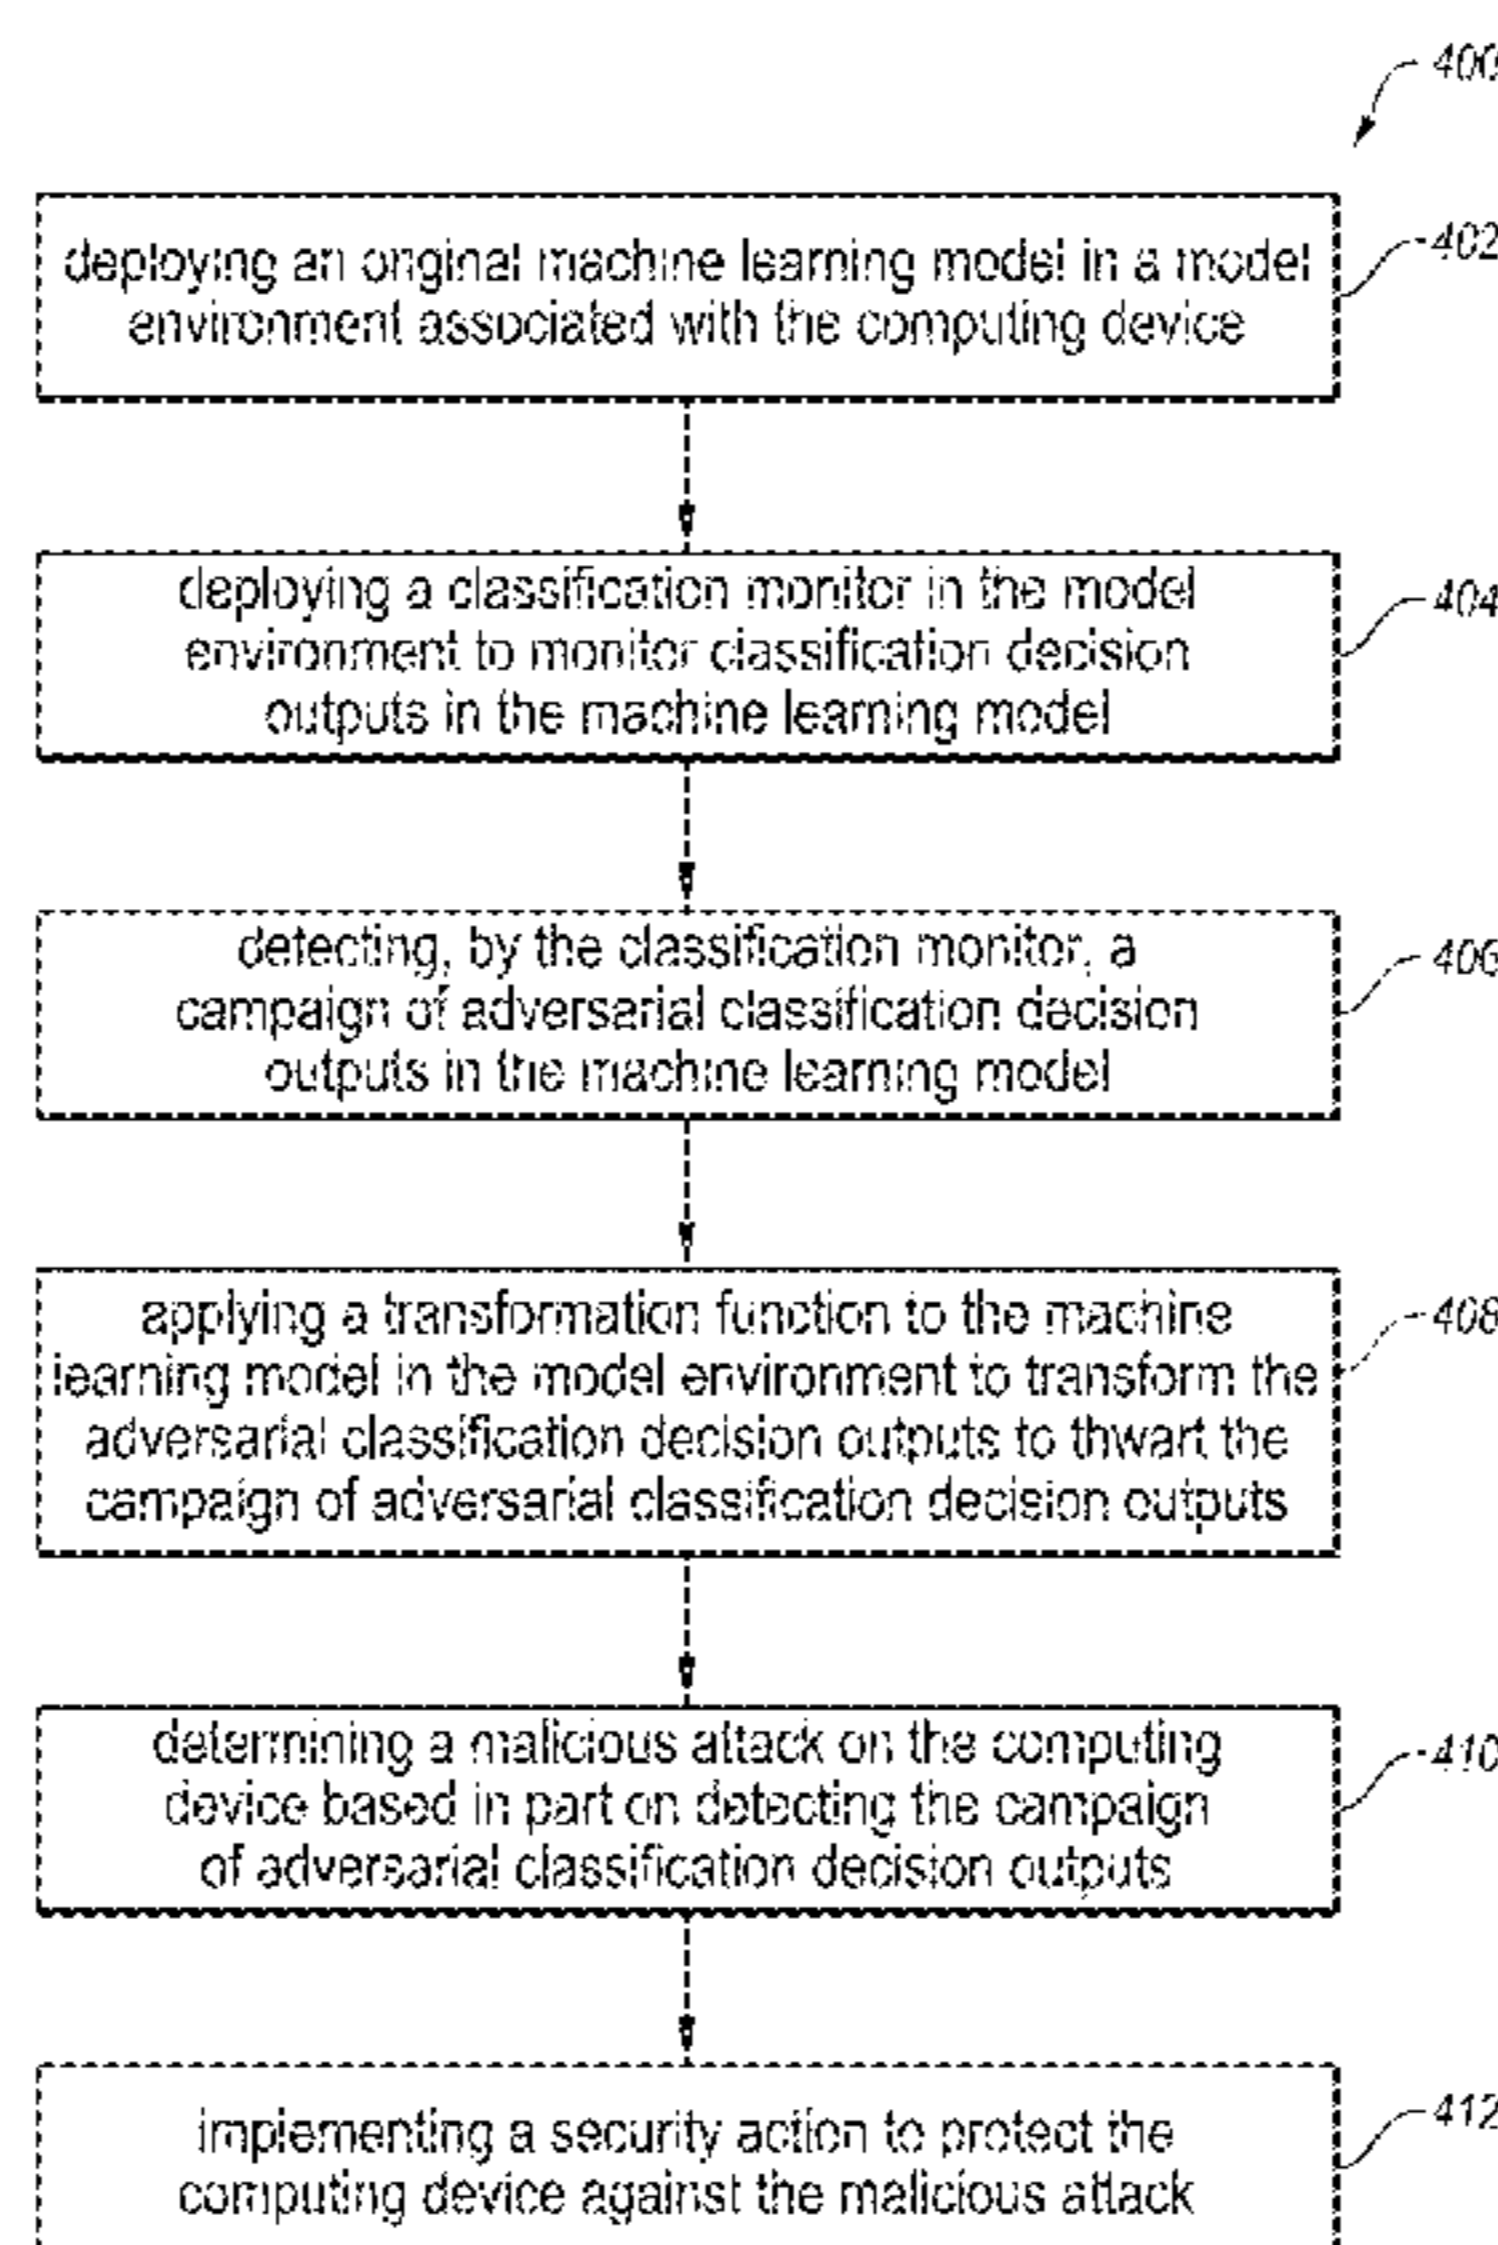 400
deploying an original machine learning model in a model
environment associated with the computing device
402
deploying a classification monitor in the model
environment to monitor classification decision
outputs in the machine learning model
404
detecting, by the classification monitor, a
campaign of adversarial classification decision
outputs in the machine learning model
406
applying a transformation function to the machine
learning model in the model environment to transform the
adversarial classification decision outputs to thwart the
campaign of adversarial classification decision outputs
408
determining a malicious attack on the computing
device based in part on detecting the campaign
of adversarial classification decision outputs
410
implementing a security action to protect the
computing device against the malicious attack
412